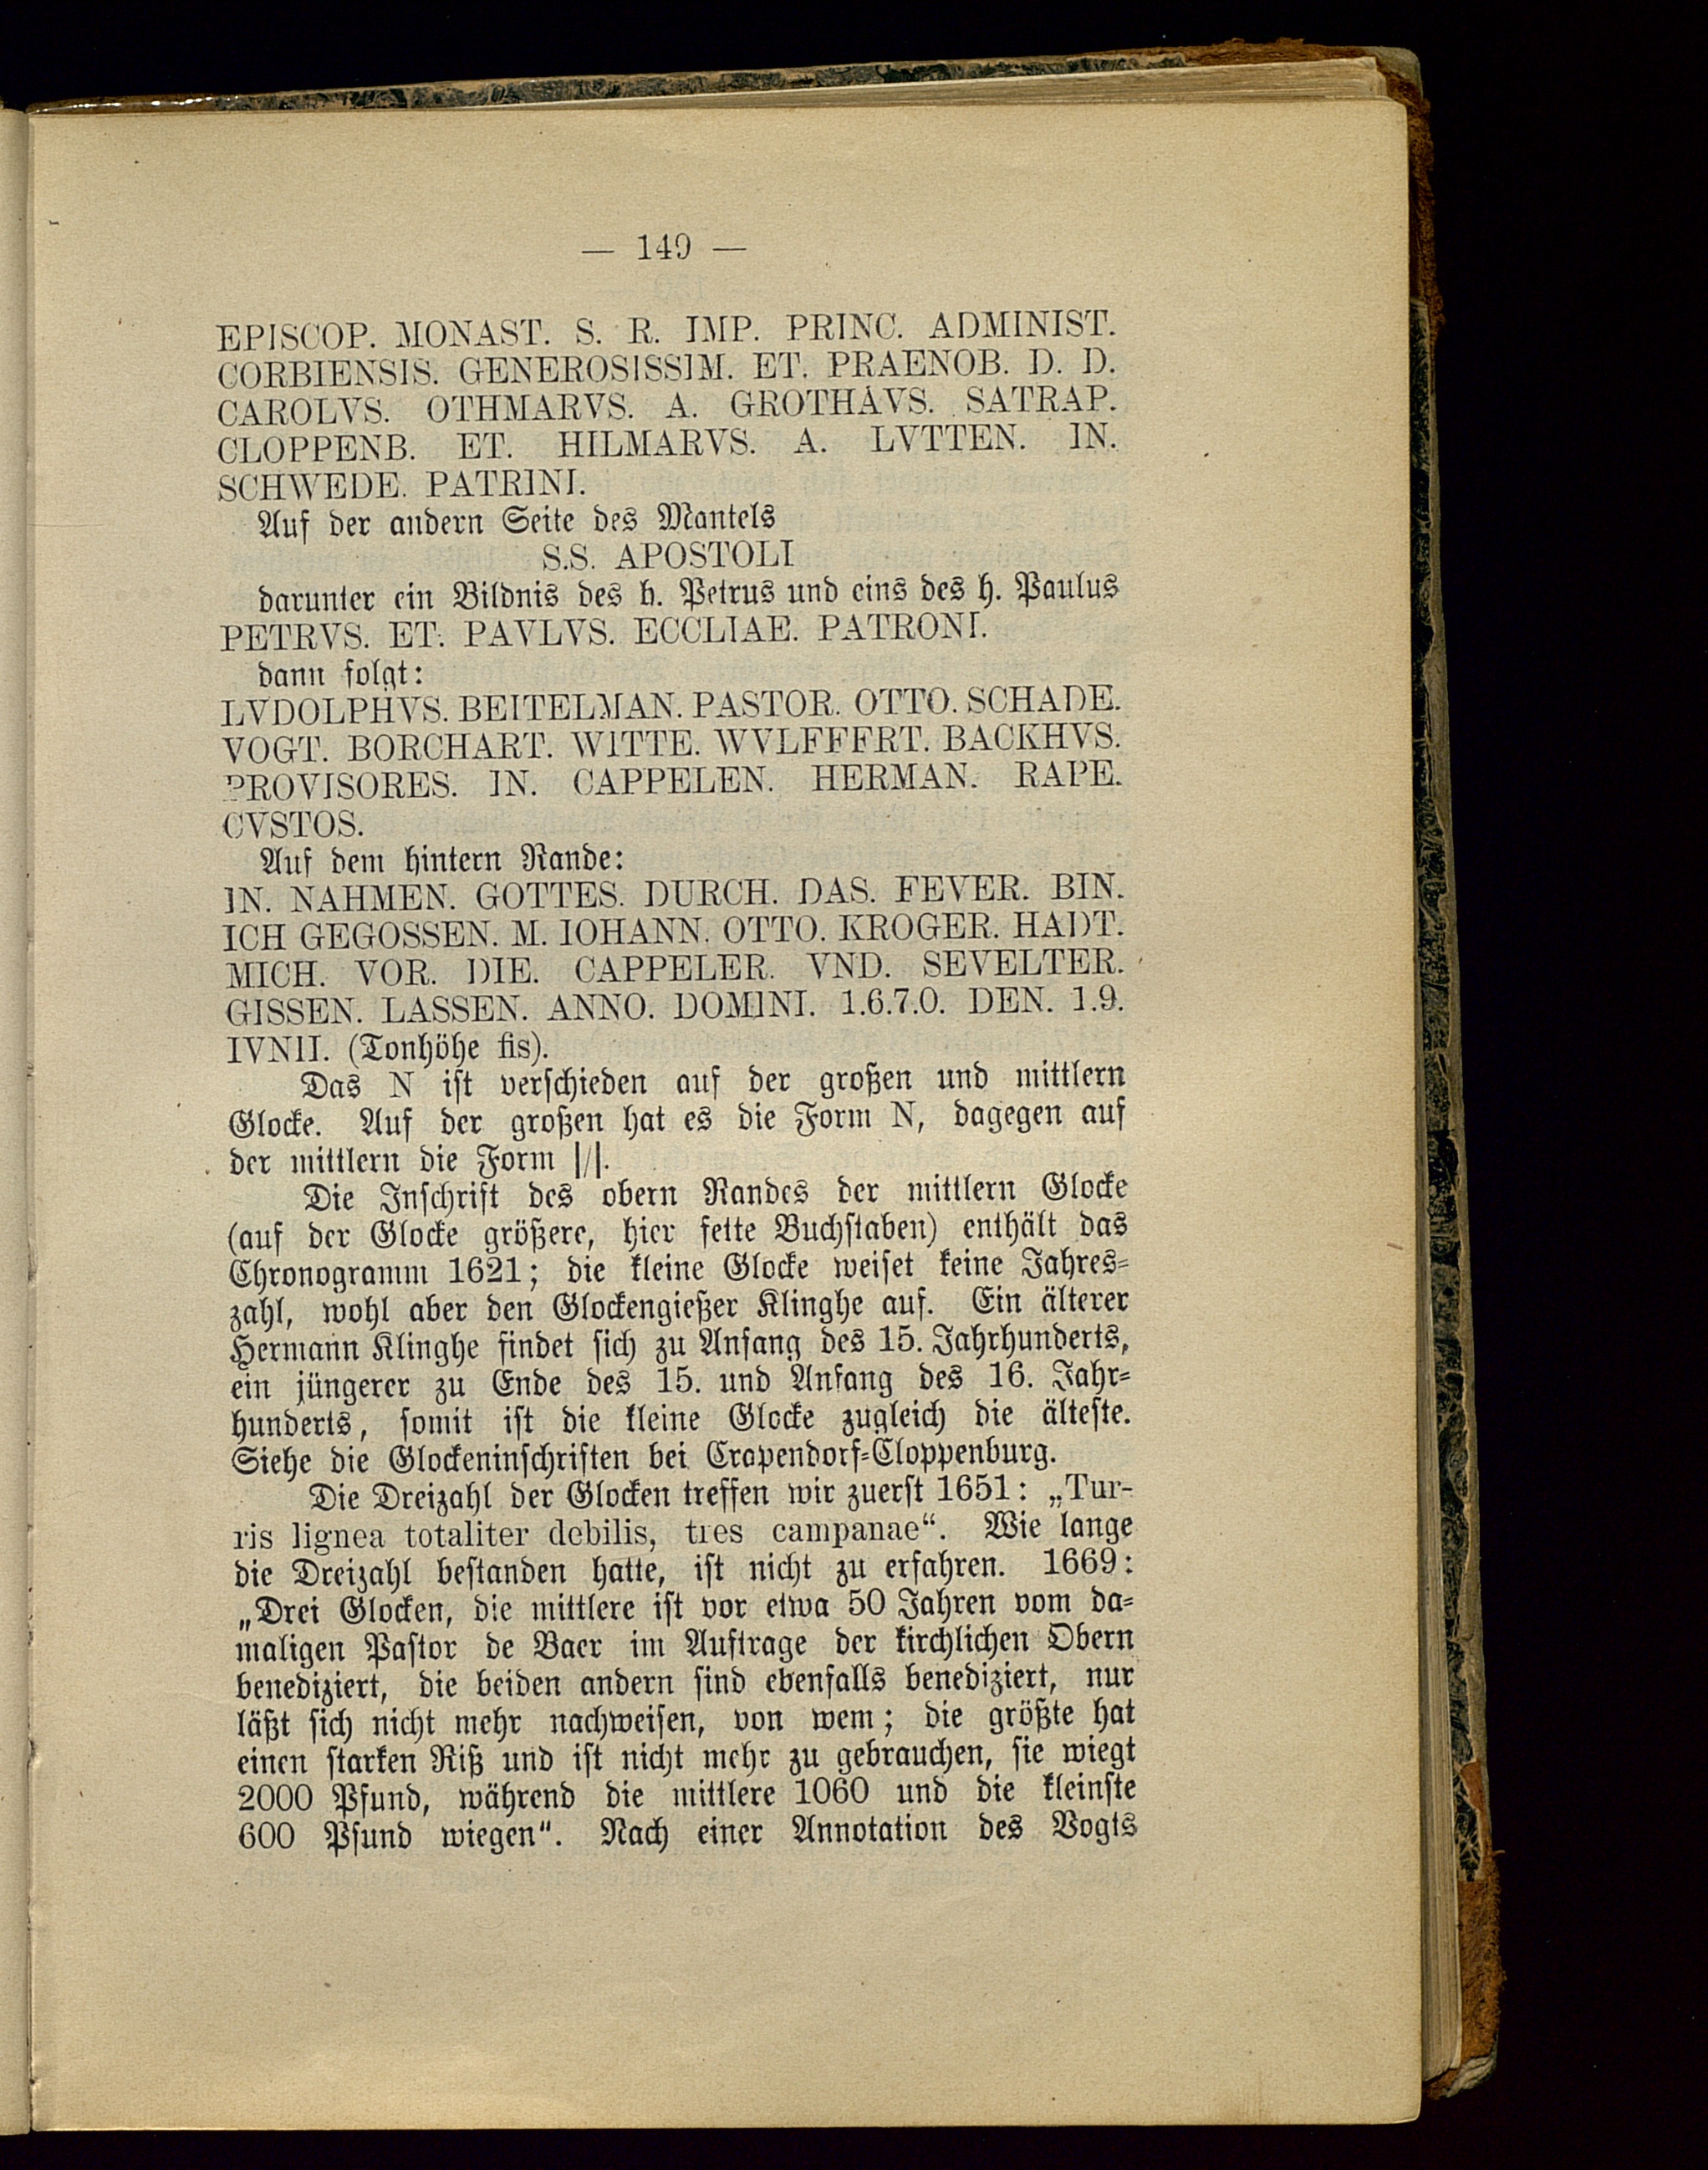 — 149 —
EPISCOP. MONAST. S. R. IMP. PRINC. ADMINIST.
CORBIENSIS. GENEROSISSIM. ET. PRAENOB. D. D.
CAROLVS. OTHMARVS. A. GROTHAVS. SATRAP.
CLOPPENB. ET. HILMARVS. A. LVTTEN. IN.
SCHWEDE. PATRINI.
Auf der andern Seite des Mantels
S.S. APOSTOLI
darunter ein Bildnis des h. Petrus und eins des h. Paulus
PETRVS. ET. PAVLVS. ECCLIAE. PATRONI.
dann folgt:
LVDOLPHVS. BEITELMAN. PASTOR. OTTO. SCHADE.
VOGT. BORCHART. WITTE. WVLFFFRT. BACKHVS.
PROVISORES. IN. CAPPELEN. HERMAN. RAPE.
CVSTOS.
Auf dem hintern Rande:
IN. NAHMEN. GOTTES. DURCH. DAS. FEVER. BIN.
ICH GEGOSSEN. M. IOHANN. OTTO. KROGER. HADT.
MICH. VOR. DIE. CAPPELER. VND. SEVELTER.
GISSEN. LASSEN. ANNO. DOMINI. 1.6.7.0. DEN. 1.9.
IVNII. (Tonhöhe fis).
Das N ist verschieden auf der großen und mittlern
Glocke. Auf der großen hat es die Form N, dagegen auf
der mittlern die Form |/|.
Die Inschrift des obern Randes der mittlern Glocke
(auf der Glocke größere, hier fette Buchstaben) enthält das
Chronogramm 1621; die kleine Glocke weiset keine Jahres-
zahl, wohl aber den Glockengießer Klinghe auf. Ein älterer
Hermann Klinghe findet sich zu Anfang des 15. Jahrhunderts,
ein jüngerer zu Ende des 15. und Anfang des 16. Jahr-
hunderts, somit ist die kleine Glocke zugleich die älteste.
Siehe die Glockeninschriften bei Crapendorf-Cloppenburg.
Die Dreizahl der Glocken treffen wir zuerst 1651: „Tur-
ris lignea totaliter debilis, tres campanae“. Wie lange
die Dreizahl bestanden hatte, ist nicht zu erfahren. 1669:
„Drei Glocken, die mittlere ist vor etwa 50 Jahren vom da-
maligen Pastor de Baer im Auftrage der kirchlichen Obern
benediziert, die beiden andern sind ebenfalls benediziert, nur
läßt sich nicht mehr nachweisen, von wem; die größte hat
einen starken Riß und ist nicht mehr zu gebrauchen, sie wiegt
2000 Pfund, während die mittlere 1060 und die kleinste
600 Pfund wiegen“. Nach einer Annotation des Vogts